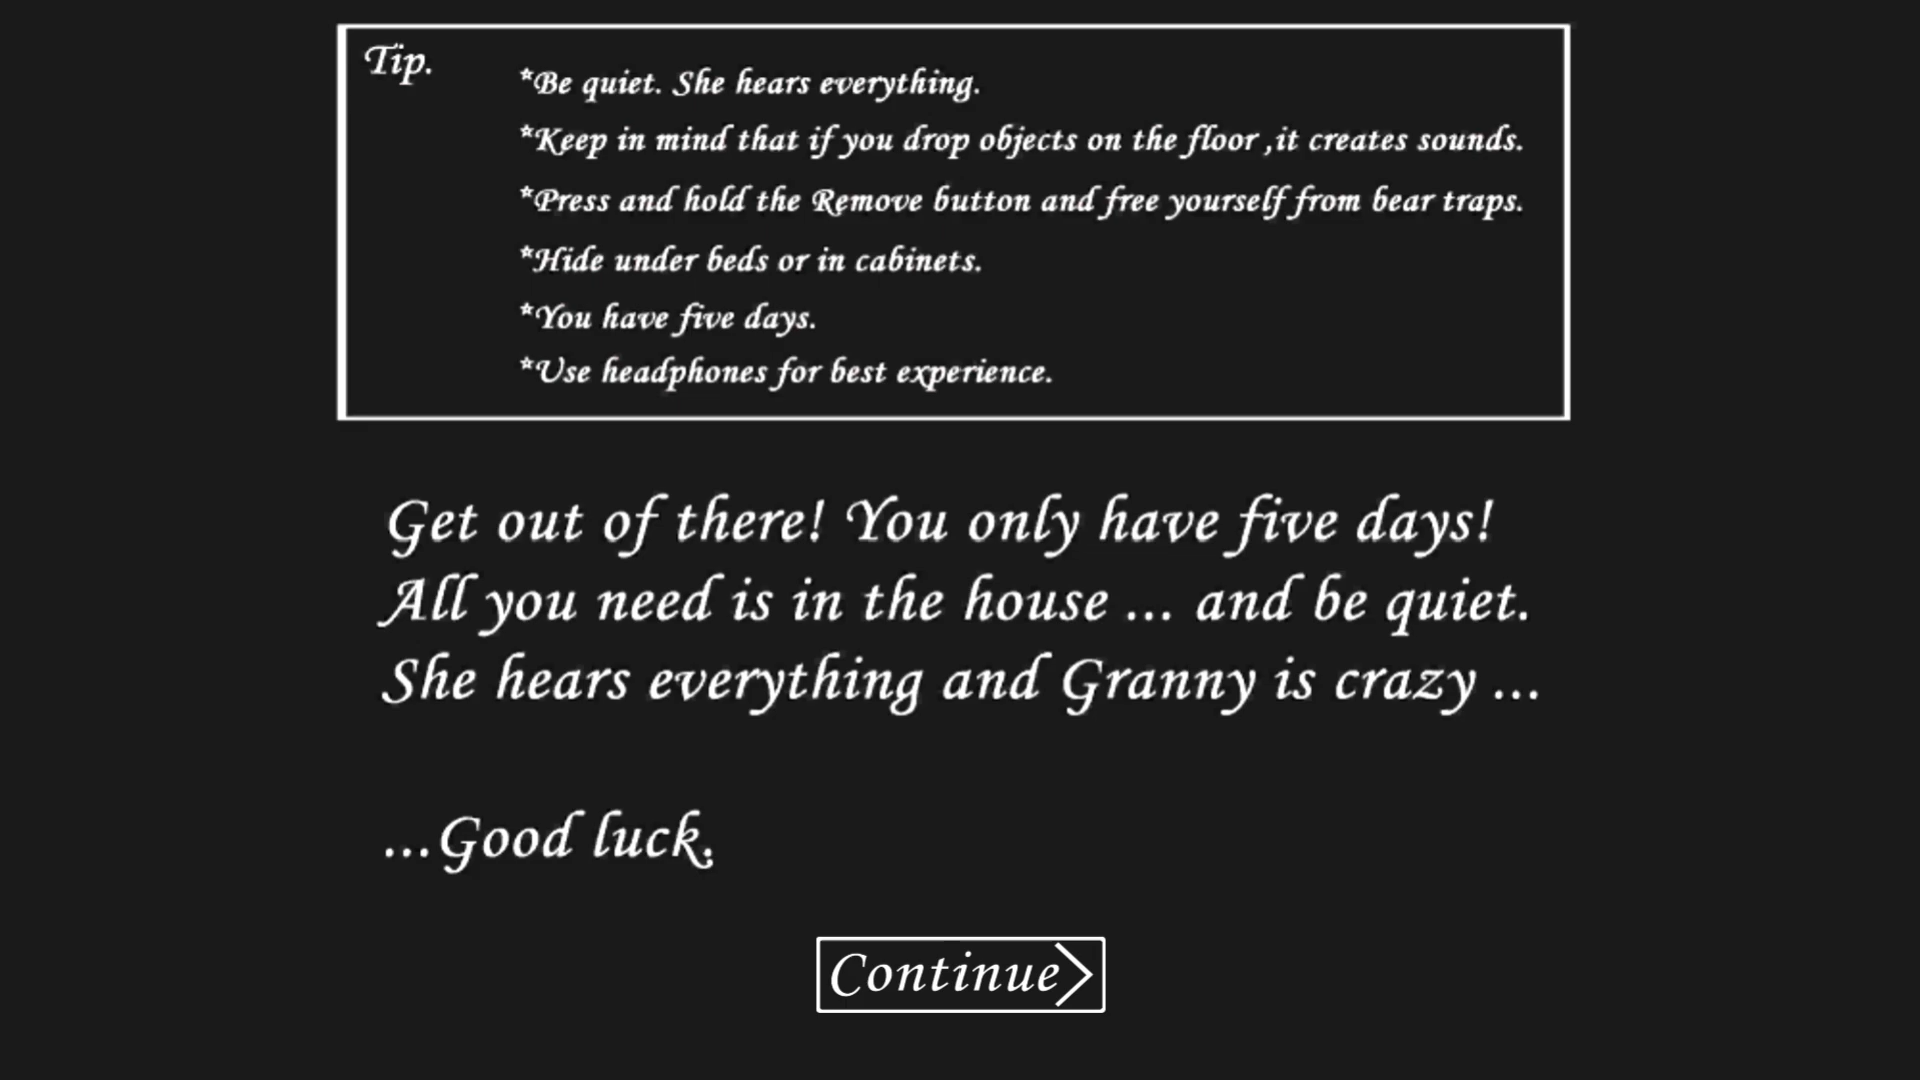 Tip.
*Be quiet. She hears everything.
*Keep in mind that if you drop objects on the floor ,it creates sounds.
*Press and hold the Remove button and free yourself from bear traps.
*Hide under beds or in cabinets.
*You have five days.
*Use headphones for best experience.
Get out of there! You only have five days!
All you need is in the house ... and be quiet.
She hears everything and Granny is crazy ...
...Good luck.
Continue>